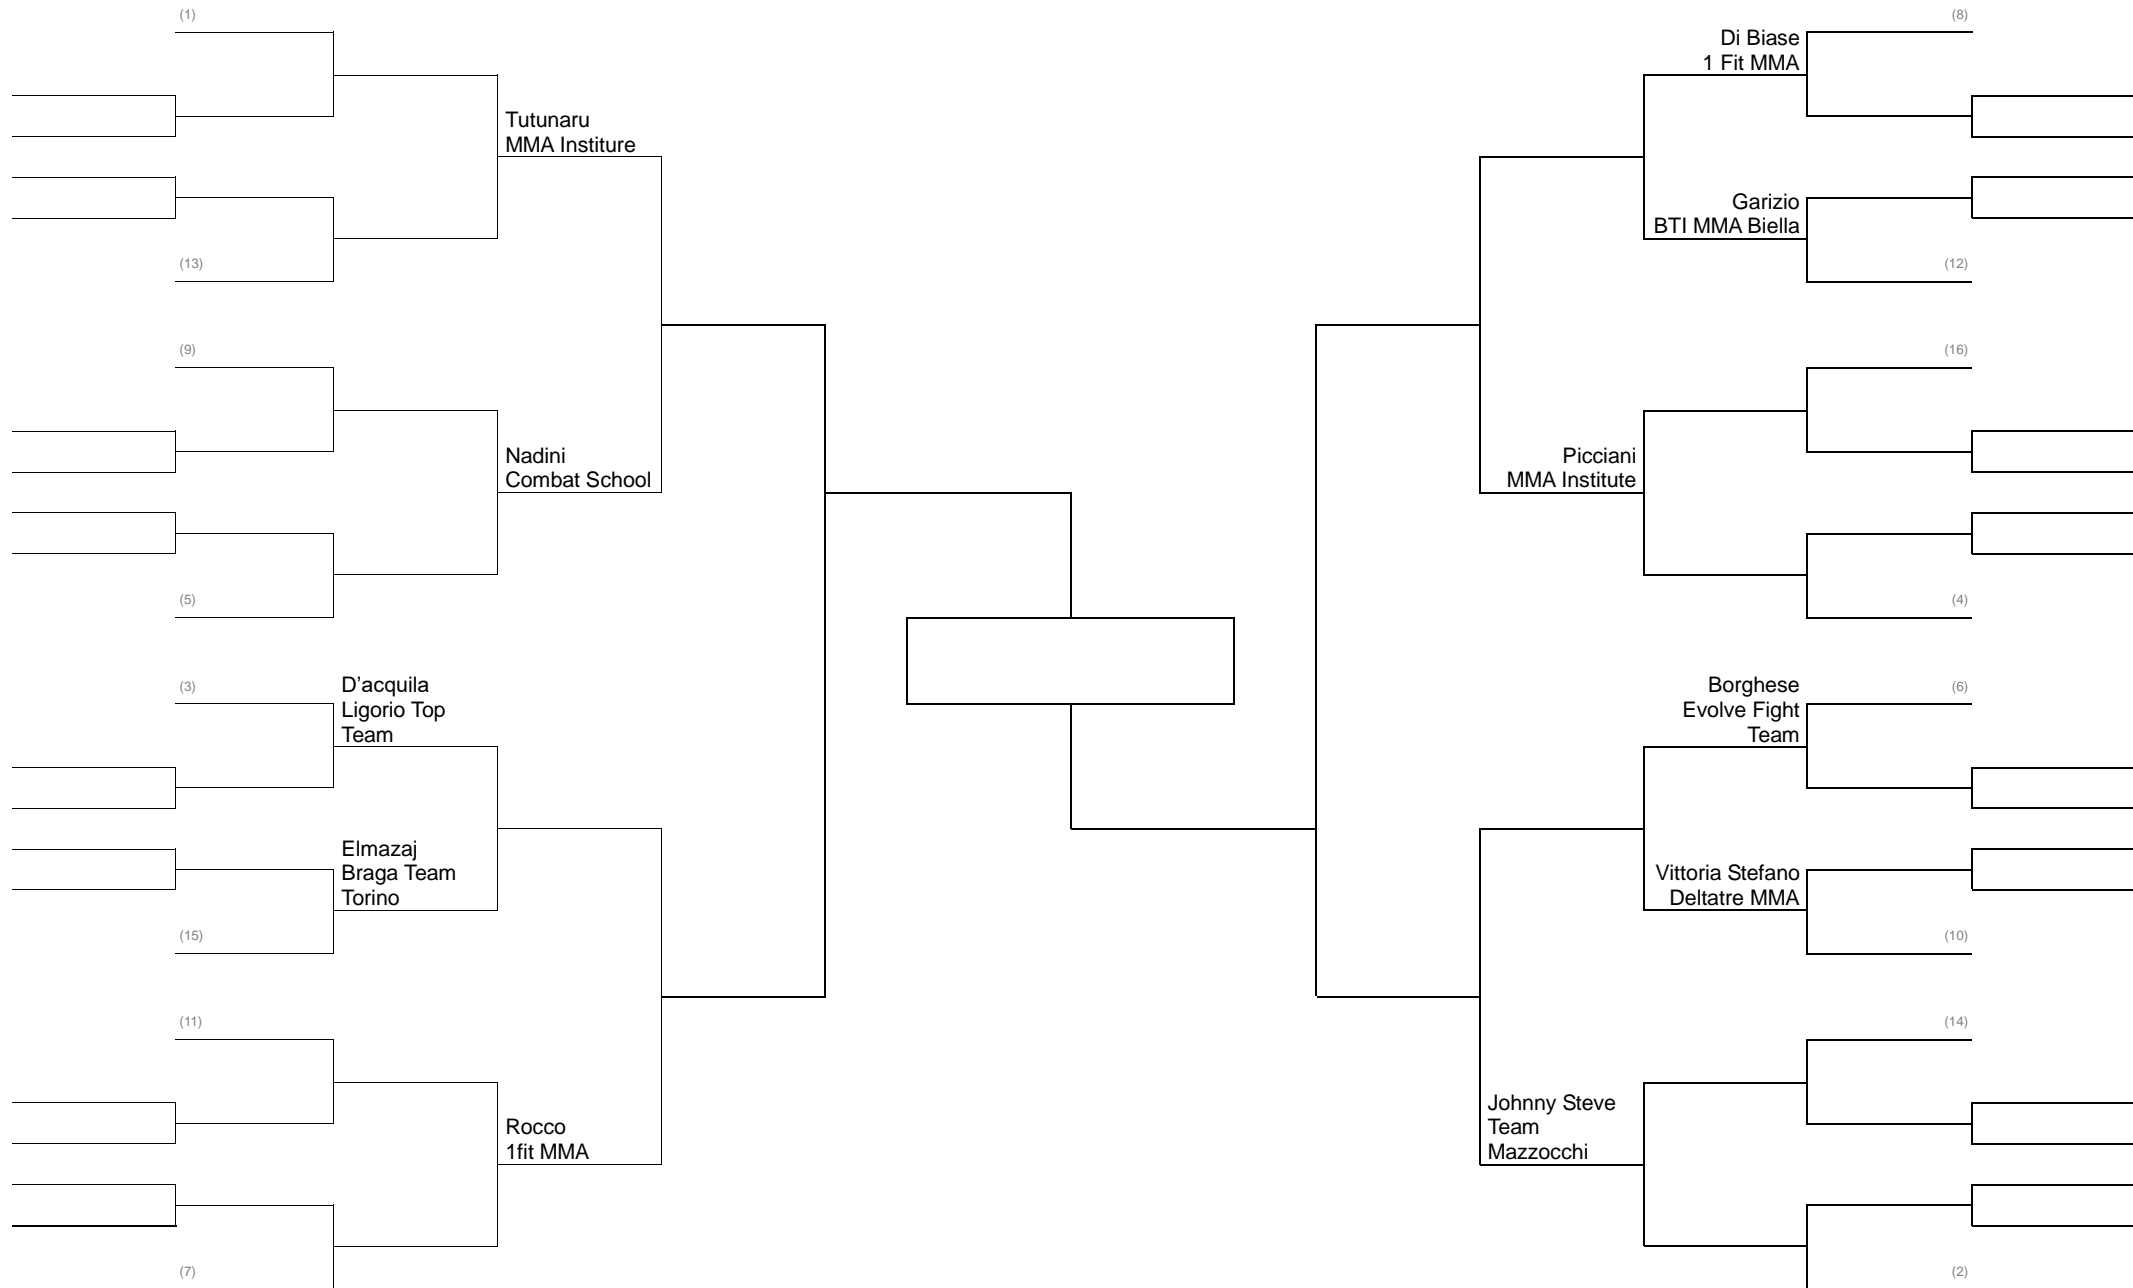 (1)
Tutunaru
MMA Institure
(13)
(9)
Nadini
Combat School
(5)
(3)
D'acquila
Ligorio Top
Team
Elmazaj
Braga Team
Torino
(15)
(11)
Rocco
1fit MMA
(7)
(8)
Di Biase
1 Fit MMA
Garizio
BTI MMA Biella
(12)
(16)
Picciani
MMA Institute
(4)
(6)
Borghese
Evolve Fight
Team
Vittoria Stefano
Deltatre MMA
(10)
(14)
Johnny Steve
Team
Mazzocchi
(2)